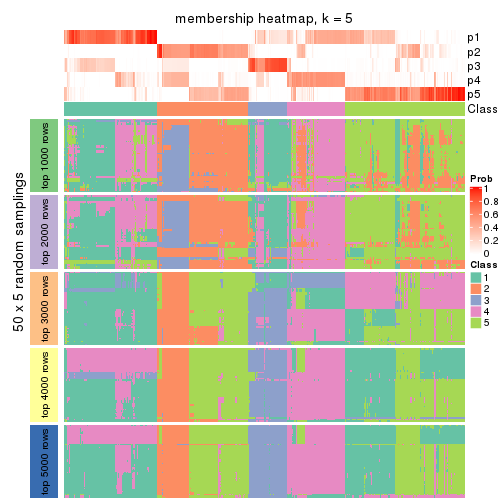 membership heatmap, k = 5
p1
p2
p3
p4
p5
Class
50 x 5 random samplings
top 1000 rows
top 2000 rows
top 3000 rows
top 4000 rows
top 5000 rows
Prob
1
0.8
0.6
0.4
0.2
0
Class
1
2
3
4
5